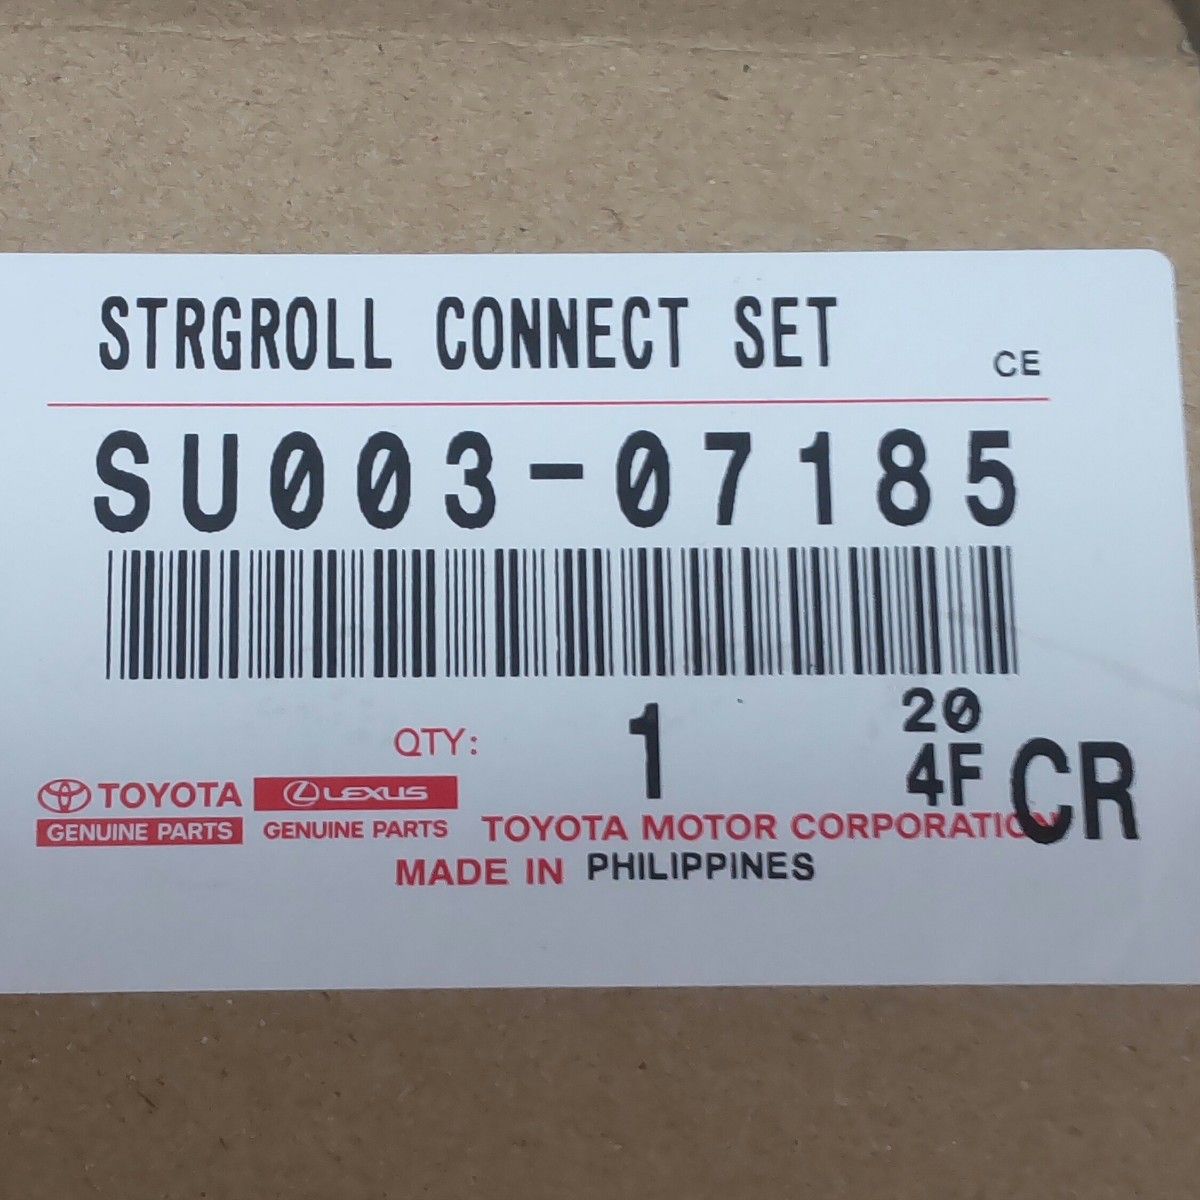 STRGROLL CONNECT SET CE
SU003-07185
QTY: 1 20
4F CR
TOYOTA LEXUS
GENUINE PARTS GENUINE PARTS TOYOTA MOTOR CORPORATION
MADE IN PHILIPPINES